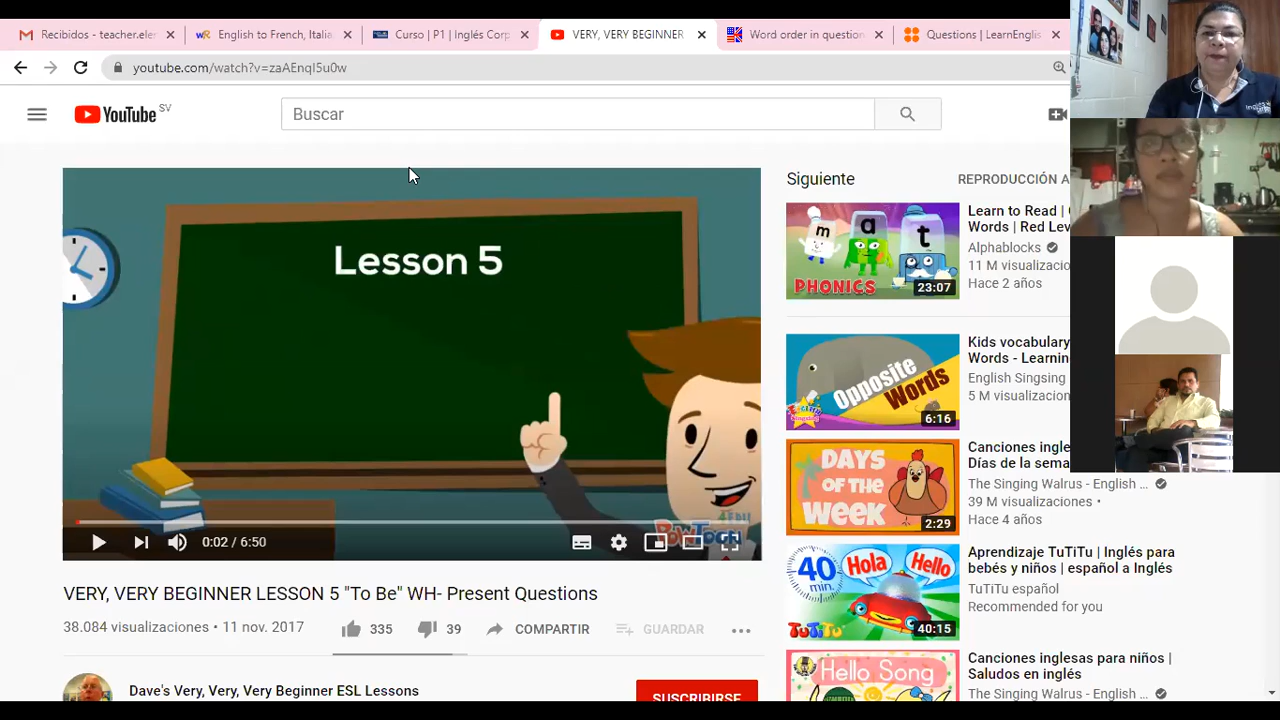 Recibidos - teacher.eler
English to French, Italia
Curso | P1 | Inglés Corp
VERY, VERY BEGINNER
Word order in question
Questions | LearnEnglis
youtube.com/watch?v=zaAEnqI5u0w
YouTube SV
Buscar
Lesson 5
0:02 / 6:50
VERY, VERY BEGINNER LESSON 5 "To Be" WH- Present Questions
38.084 visualizaciones • 11 nov. 2017
335
39
COMPARTIR
GUARDAR
Dave's Very, Very, Very Beginner ESL Lessons
SUSCRIBIRSE
Siguiente
REPRODUCCIÓN A
m a t
PHONICS
23:07
Learn to Read |
Words | Red Lev
Alphablocks
11 M visualizacio
Hace 2 años
Opposite
Words
English Singsing
6:16
Kids vocabulary
Words - Learnin
English Singsing
5 M visualizacion
DAYS
OF THE
WEEK
2:29
Canciones ingle
Días de la sema
The Singing Walrus - English ...
39 M visualizaciones •
Hace 4 años
40
MIN.
Hola
Hello
TuTiTu
40:15
Aprendizaje TuTiTu | Inglés para
bebés y niños | español a Inglés
TuTiTu español
Recommended for you
Hello Song
Canciones inglesas para niños |
Saludos en inglés
The Singing Walrus - English ...